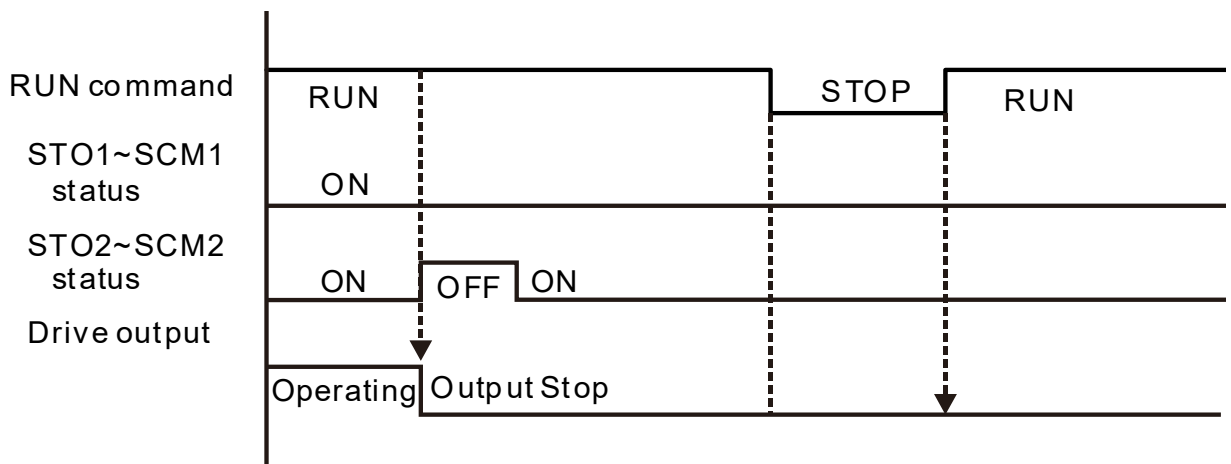 RUN command
RUN
STOP
RUN
STO1~SCM1
status
ON
STO2~SCM2
status
ON
OFF
ON
Drive output
Operating
Output Stop